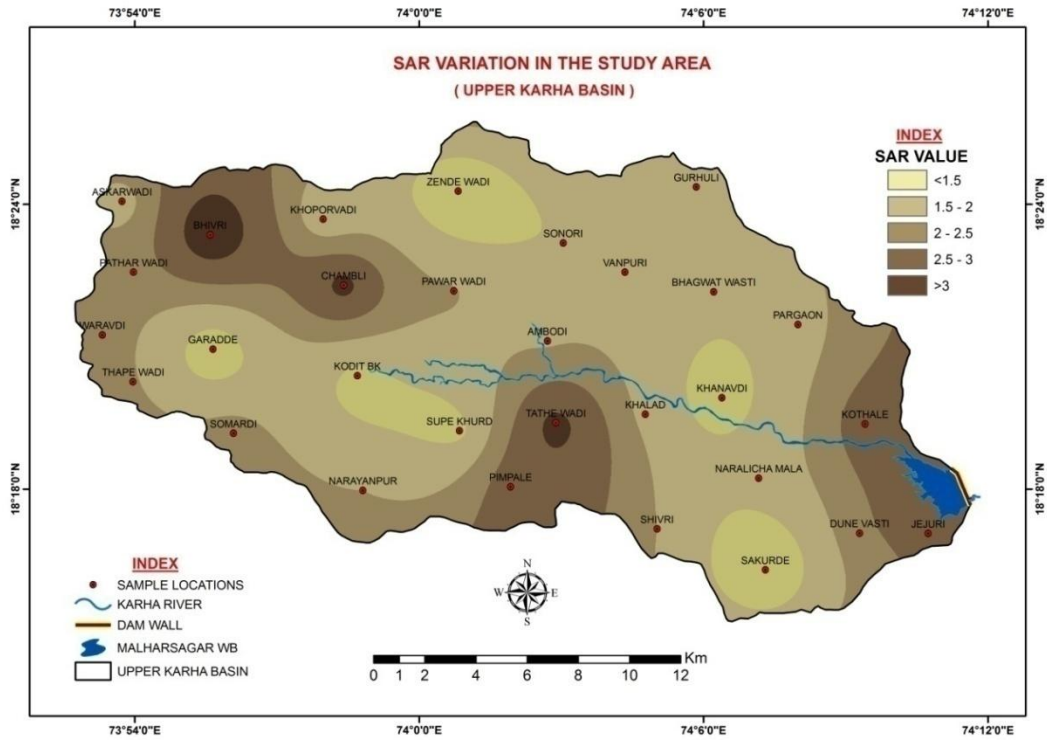 73°54'0"E 74°0'0"E 74°6'0"E 74°12'0"E
SAR VARIATION IN THE STUDY AREA
( UPPER KARHA BASIN )
INDEX
SAR VALUE
<1.5
1.5 - 2
2 - 2.5
2.5 - 3
>3
18°24'0"N
18°24'0"N
ASKARWADI
BHIVRI
KHOPORVADI
ZENDE WADI
GURHULI
SONORI
PATHAR WADI
CHAMBLI
PAWAR WADI
VANPURI
BHAGWAT WASTI
PARGAON
WARAVDI
GARADDE
AMBODI
THAPE WADI
KODIT BK
KHANAVDI
SOMARDI
SUPE KHURD
TATHE WADI
KHALAD
KOTHALE
NARAYANPUR
PIMPALE
NARALICHA MALA
SHIVRI
DUNE VASTI
JEJURI
SAKURDE
18°18'0"N
18°18'0"N
INDEX
SAMPLE LOCATIONS
KARHA RIVER
DAM WALL
MALHARSAGAR WB
UPPER KARHA BASIN
N
W E
S
Km
0 1 2 4 6 8 10 12
73°54'0"E 74°0'0"E 74°6'0"E 74°12'0"E